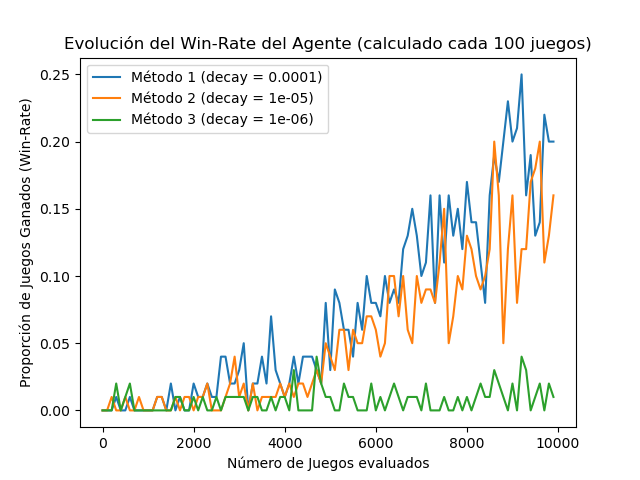 Evolución del Win-Rate del Agente (calculado cada 100 juegos)
Método 1 (decay = 0.0001)
Método 2 (decay = 1e-05)
Método 3 (decay = 1e-06)
Proporción de Juegos Ganados (Win-Rate)
0.25
0.20
0.15
0.10
0.05
0.00
0 2000 4000 6000 8000 10000
Número de Juegos evaluados